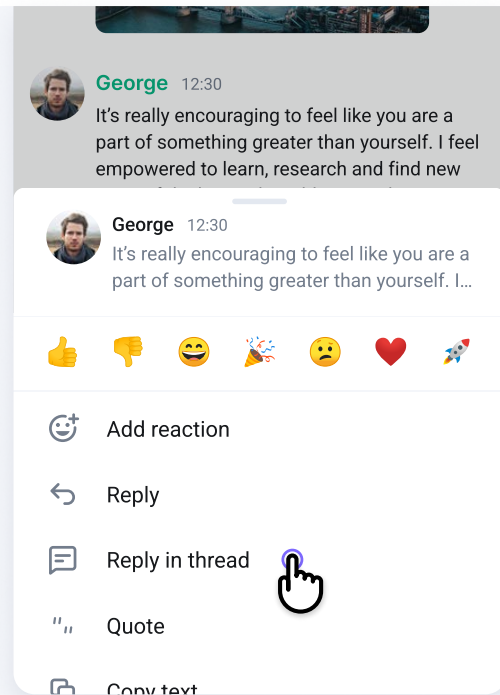 George 12:30
It’s really encouraging to feel like you are a
part of something greater than yourself. I feel
empowered to learn, research and find new
George 12:30
It’s really encouraging to feel like you are a
part of something greater than yourself. I...
Add reaction
Reply
Reply in thread
Quote
Copy text